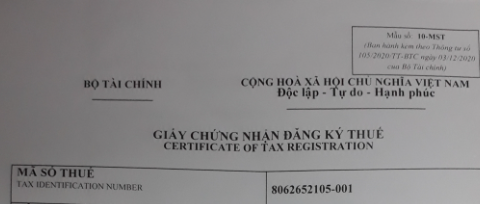 Mẫu số: 10-MST
(Ban hành kèm theo Thông tư số
105/2020/TT-BTC ngày 03/12/2020
của Bộ Tài chính)
BỘ TÀI CHÍNH
CỘNG HOÀ XÃ HỘI CHỦ NGHĨA VIỆT NAM
Độc lập - Tự do - Hạnh phúc
GIẤY CHỨNG NHẬN ĐĂNG KÝ THUẾ
CERTIFICATE OF TAX REGISTRATION
MÃ SỐ THUẾ
TAX IDENTIFICATION NUMBER
8062652105-001